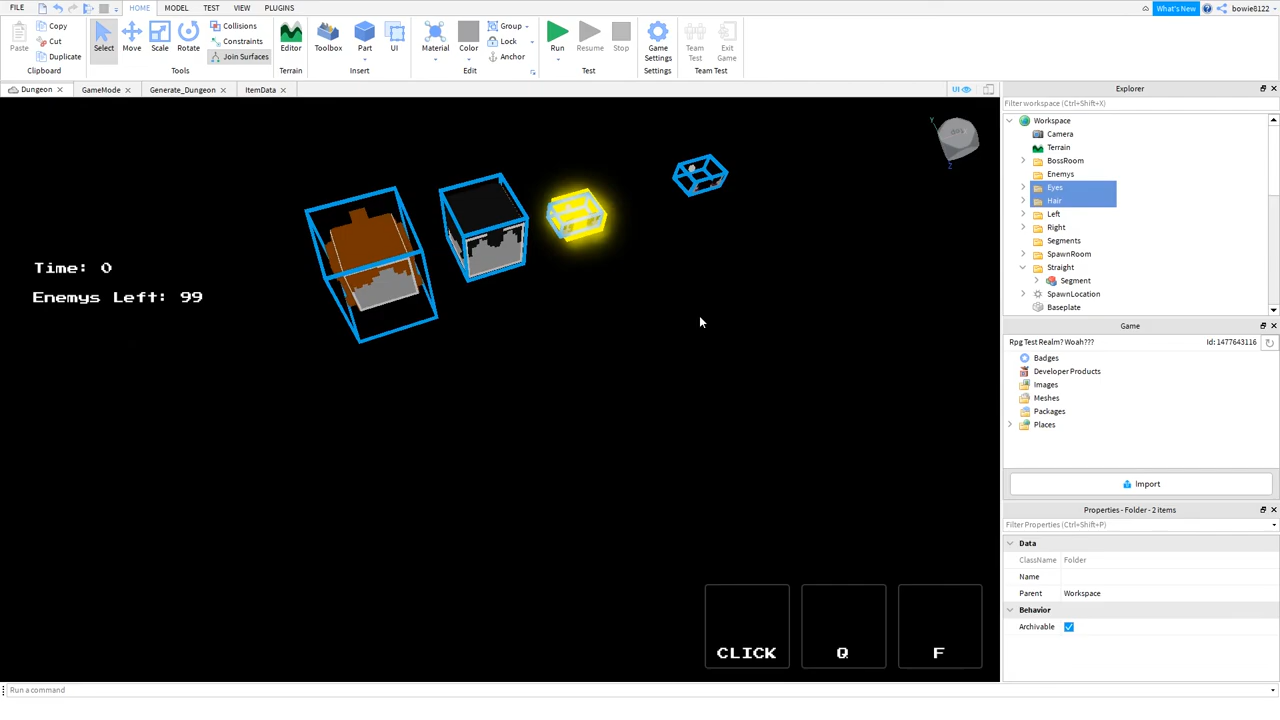 FILE HOME MODEL TEST VIEW PLUGINS What's New bowie8122
Paste Copy Cut Duplicate Select Move Scale Rotate Collisions Constraints Join Surfaces Editor Toolbox Part UI Material Color Group Lock Anchor Run Resume Stop Game Settings Team Test Exit Game
Clipboard Tools Terrain Insert Edit Test Settings Team Test
Dungeon GameMode Generate_Dungeon ItemData UI
Time: 0
Enemys Left: 99
CLICK Q F
Run a command
Explorer
Filter workspace (Ctrl+Shift+X)
Workspace
Camera
Terrain
BossRoom
Enemys
Eyes
Hair
Left
Right
Segments
SpawnRoom
Straight
Segment
SpawnLocation
Baseplate
Game
Rpg Test Realm? Woah??? Id: 1477643116
Badges
Developer Products
Images
Meshes
Packages
Places
Import
Properties - Folder - 2 items
Filter Properties (Ctrl+Shift+P)
Data
ClassName Folder
Name
Parent Workspace
Behavior
Archivable